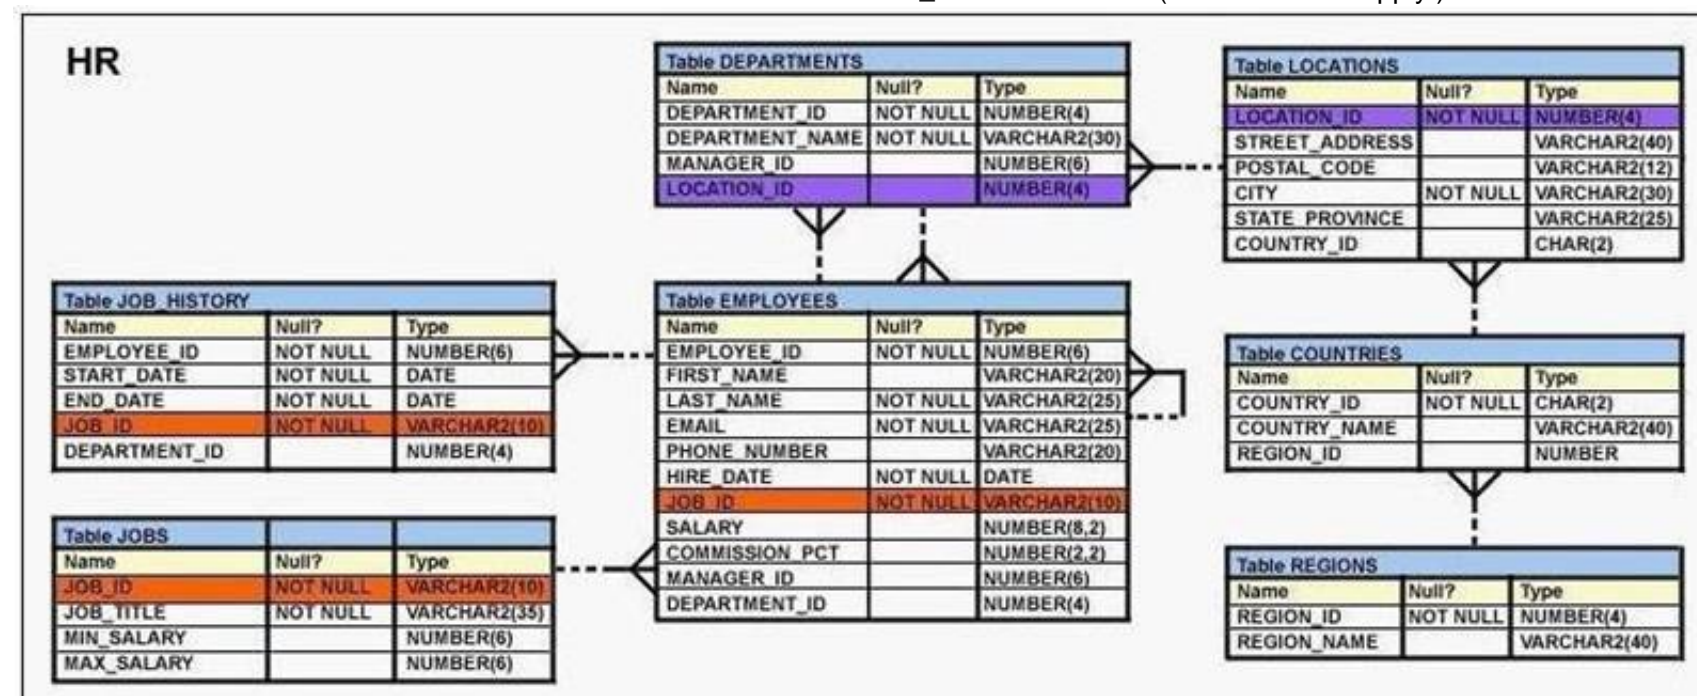 HR
Table DEPARTMENTS
Name Null? Type
DEPARTMENT_ID NOT NULL NUMBER(4)
DEPARTMENT_NAME NOT NULL VARCHAR2(30)
MANAGER_ID NUMBER(6)
LOCATION_ID NUMBER(4)
Table LOCATIONS
Name Null? Type
LOCATION_ID NOT NULL NUMBER(4)
STREET_ADDRESS VARCHAR2(40)
POSTAL_CODE VARCHAR2(12)
CITY NOT NULL VARCHAR2(30)
STATE_PROVINCE VARCHAR2(25)
COUNTRY_ID CHAR(2)
Table JOB_HISTORY
Name Null? Type
EMPLOYEE_ID NOT NULL NUMBER(6)
START_DATE NOT NULL DATE
END_DATE NOT NULL DATE
JOB_ID NOT NULL VARCHAR2(10)
DEPARTMENT_ID NUMBER(4)
Table EMPLOYEES
Name Null? Type
EMPLOYEE_ID NOT NULL NUMBER(6)
FIRST_NAME VARCHAR2(20)
LAST_NAME NOT NULL VARCHAR2(25)
EMAIL NOT NULL VARCHAR2(25)
PHONE_NUMBER VARCHAR2(20)
HIRE_DATE NOT NULL DATE
JOB_ID NOT NULL VARCHAR2(10)
SALARY NUMBER(8,2)
COMMISSION_PCT NUMBER(2,2)
MANAGER_ID NUMBER(6)
DEPARTMENT_ID NUMBER(4)
Table COUNTRIES
Name Null? Type
COUNTRY_ID NOT NULL CHAR(2)
COUNTRY_NAME VARCHAR2(40)
REGION_ID NUMBER
Table JOBS
Name Null? Type
JOB_ID NOT NULL VARCHAR2(10)
JOB_TITLE NOT NULL VARCHAR2(35)
MIN_SALARY NUMBER(6)
MAX_SALARY NUMBER(6)
Table REGIONS
Name Null? Type
REGION_ID NOT NULL NUMBER(4)
REGION_NAME VARCHAR2(40)